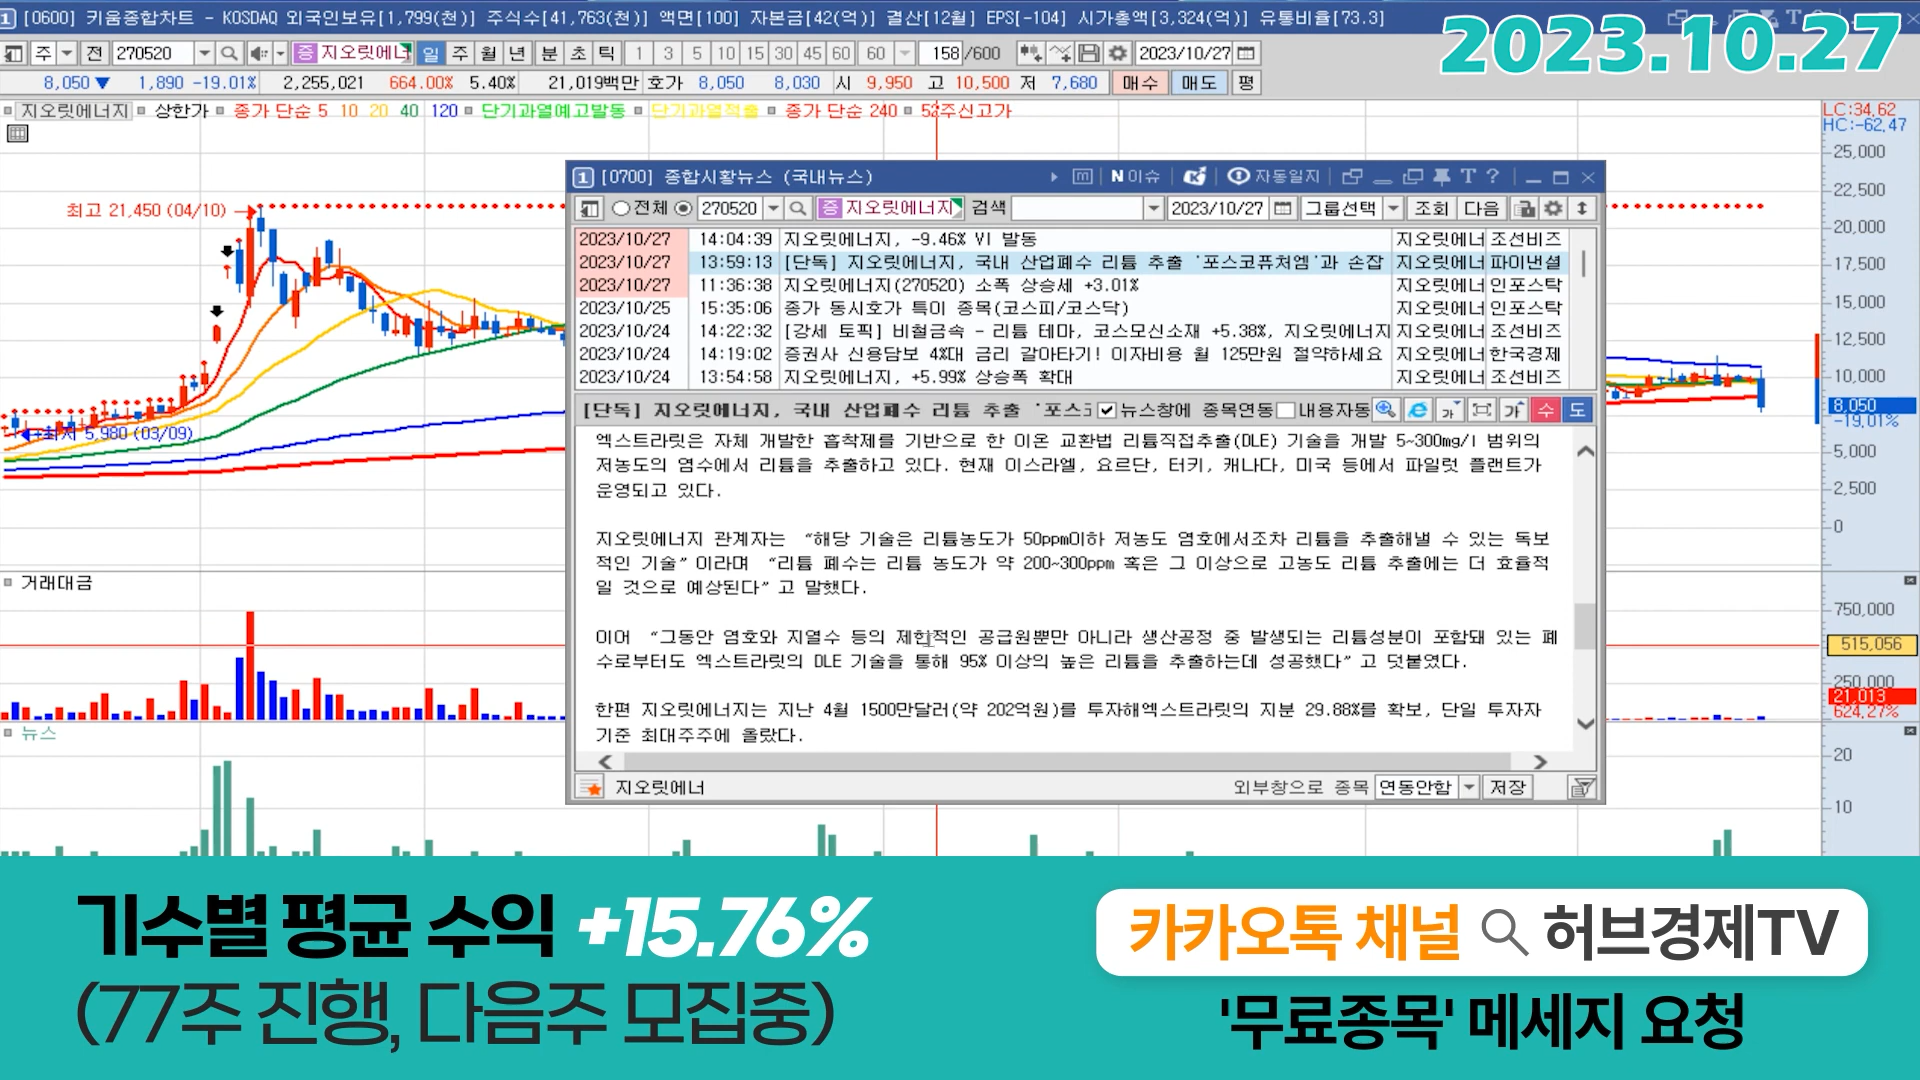 1 [0600] 키움종합차트 - KOSDAQ 외국인보유[1,799(천)] 주식수[41,763(천)] 액면[100] 자본금[42(억)] 결산[12월] EPS[-104] 시가총액[3,324(억)] 유통비율[73.3]
2023.10.27
주 전 270520 증 지오릿에너 일 주 월 년 분 초 틱 1 3 5 10 15 30 45 60 60 158 /600 2023/10/27
8,050 ▼ 1,890 -19.01% 2,255,021 664.00% 5.40% 21,019백만 호가 8,050 8,030 시 9,950 고 10,500 저 7,680 매수 매도 평
지오릿에너지 상한가 종가 단순 5 10 20 40 120 단기과열예고발동 단기과열적출 종가 단순 240 52주신고가
LC:34,62
HC:-62,47
25,000
22,500
20,000
17,500
15,000
12,500
10,000
8,050
-19,01%
5,000
2,500
0
최고 21,450 (04/10)
최저 5,980 (03/09)
1 [0700] 종합시황뉴스 (국내뉴스) N이슈 자동일지 T ?
전체 270520 증 지오릿에너지 검색 2023/10/27 그룹선택 조회 다음
2023/10/27 14:04:39 지오릿에너지, -9.46% VI 발동 지오릿에너 조선비즈
2023/10/27 13:59:13 [단독] 지오릿에너지, 국내 산업폐수 리튬 추출 '포스코퓨처엠'과 손잡 지오릿에너 파이낸셜
2023/10/27 11:36:38 지오릿에너지(270520) 소폭 상승세 +3.01% 지오릿에너 인포스탁
2023/10/25 15:35:06 종가 동시호가 특이 종목(코스피/코스닥) 지오릿에너 인포스탁
2023/10/24 14:22:32 [강세 토픽] 비철금속 - 리튬 테마, 코스모신소재 +5.38%, 지오릿에너지 지오릿에너 조선비즈
2023/10/24 14:19:02 증권사 신용담보 4%대 금리 갈아타기! 이자비용 월 125만원 절약하세요 지오릿에너 한국경제
2023/10/24 13:54:58 지오릿에너지, +5.99% 상승폭 확대 지오릿에너 조선비즈
[단독] 지오릿에너지, 국내 산업폐수 리튬 추출 '포스코 뉴스창에 종목연동 내용자동 가 가 수 도
엑스트라릿은 자체 개발한 흡착제를 기반으로 한 이온 교환법 리튬직접추출(DLE) 기술을 개발 5~300mg/l 범위의
저농도의 염수에서 리튬을 추출하고 있다. 현재 이스라엘, 요르단, 터키, 캐나다, 미국 등에서 파일럿 플랜트가
운영되고 있다.
지오릿에너지 관계자는 “해당 기술은 리튬농도가 50ppm이하 저농도 염호에서조차 리튬을 추출해낼 수 있는 독보
적인 기술”이라며 “리튬 폐수는 리튬 농도가 약 200~300ppm 혹은 그 이상으로 고농도 리튬 추출에는 더 효율적
일 것으로 예상된다”고 말했다.
이어 “그동안 염호와 지열수 등의 제한적인 공급원뿐만 아니라 생산공정 중 발생되는 리튬성분이 포함돼 있는 폐
수로부터도 엑스트라릿의 DLE 기술을 통해 95% 이상의 높은 리튬을 추출하는데 성공했다”고 덧붙였다.
한편 지오릿에너지는 지난 4월 1500만달러(약 202억원)를 투자해엑스트라릿의 지분 29.88%를 확보, 단일 투자자
기준 최대주주에 올랐다.
지오릿에너 외부창으로 종목 연동안함 저장
거래대금
750,000
515,056
250,000
21,013
624,27%
뉴스
20
10
기수별 평균 수익 +15.76%
(77주 진행, 다음주 모집중)
카카오톡 채널 허브경제TV
'무료종목' 메세지 요청